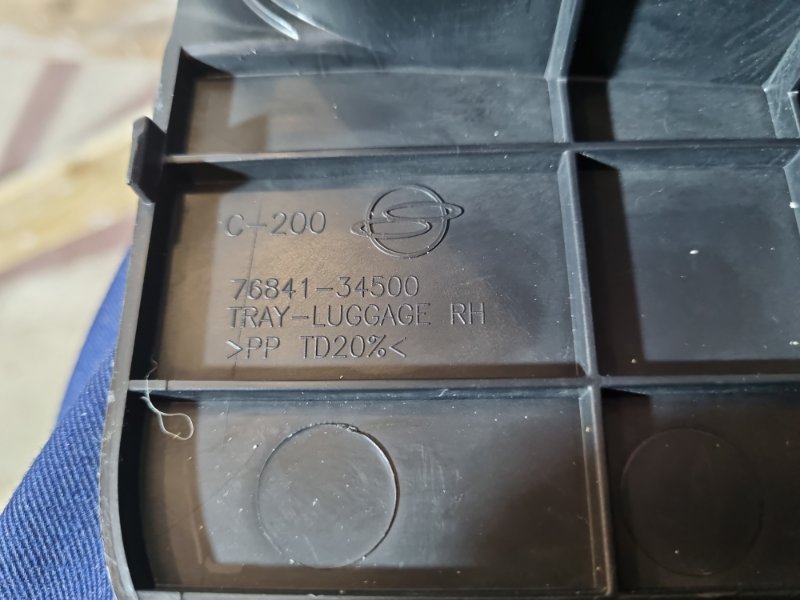 C-200
76841-34500
TRAY-LUGGAGE RH
>PP TD20%<